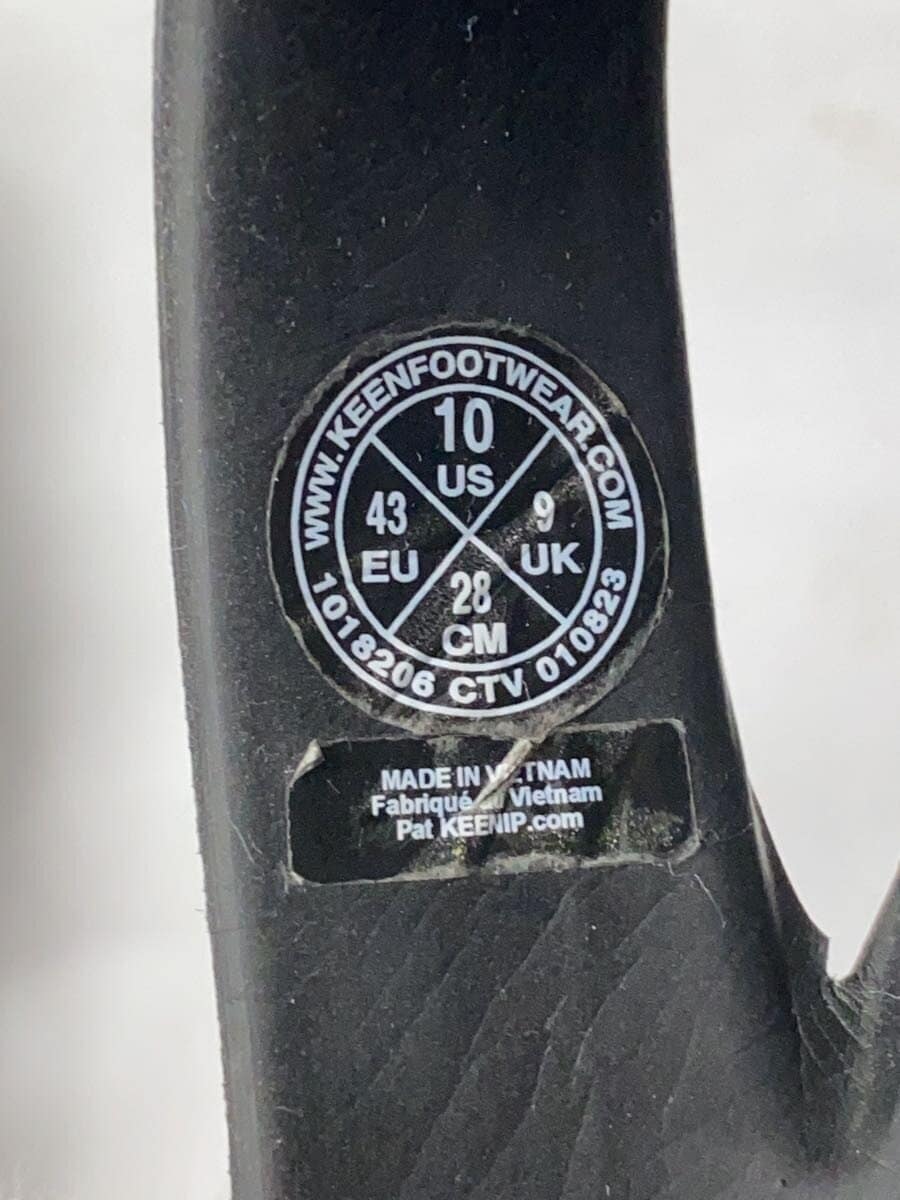 WWW.KEENFOOTWEAR.COM
10
US
43
EU
9
UK
28
CM
1018206 CTV 010823
MADE IN VIETNAM
Fabriqué au Vietnam
Pat KEENIP.com